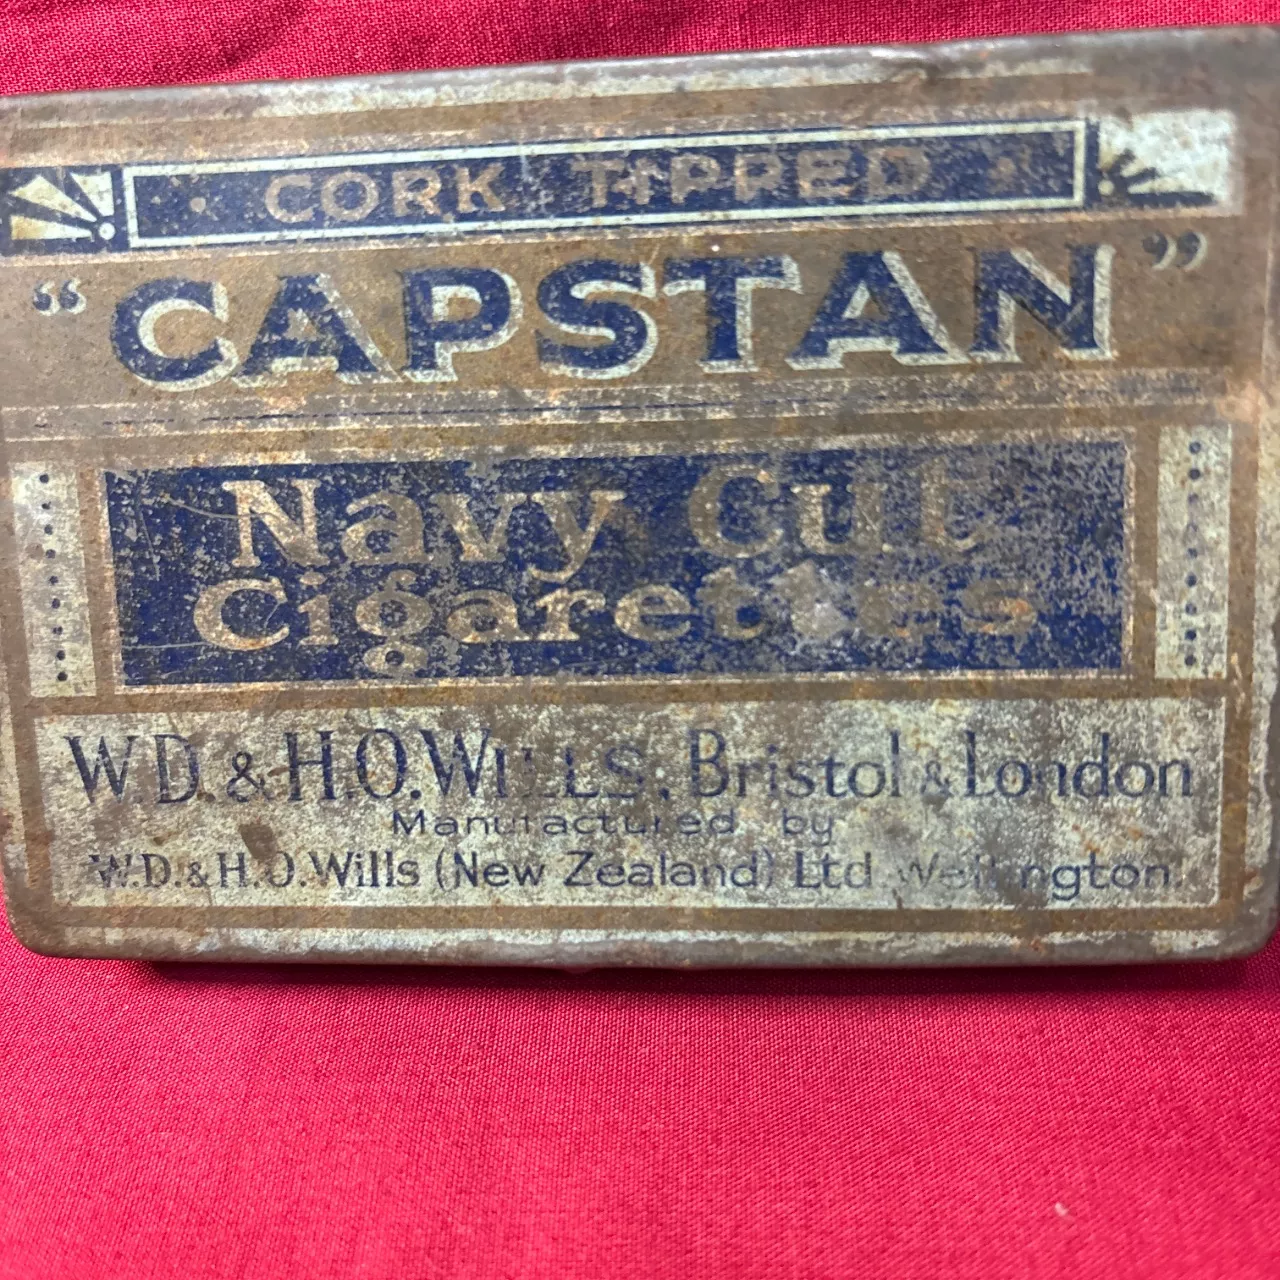 CORK TIPPED
“CAPSTAN”
Navy Cut
Cigarettes
W.D. & H.O. WILLS, Bristol & London
Manufactured by
W.D. & H.O. Wills (New Zealand) Ltd. Wellington.